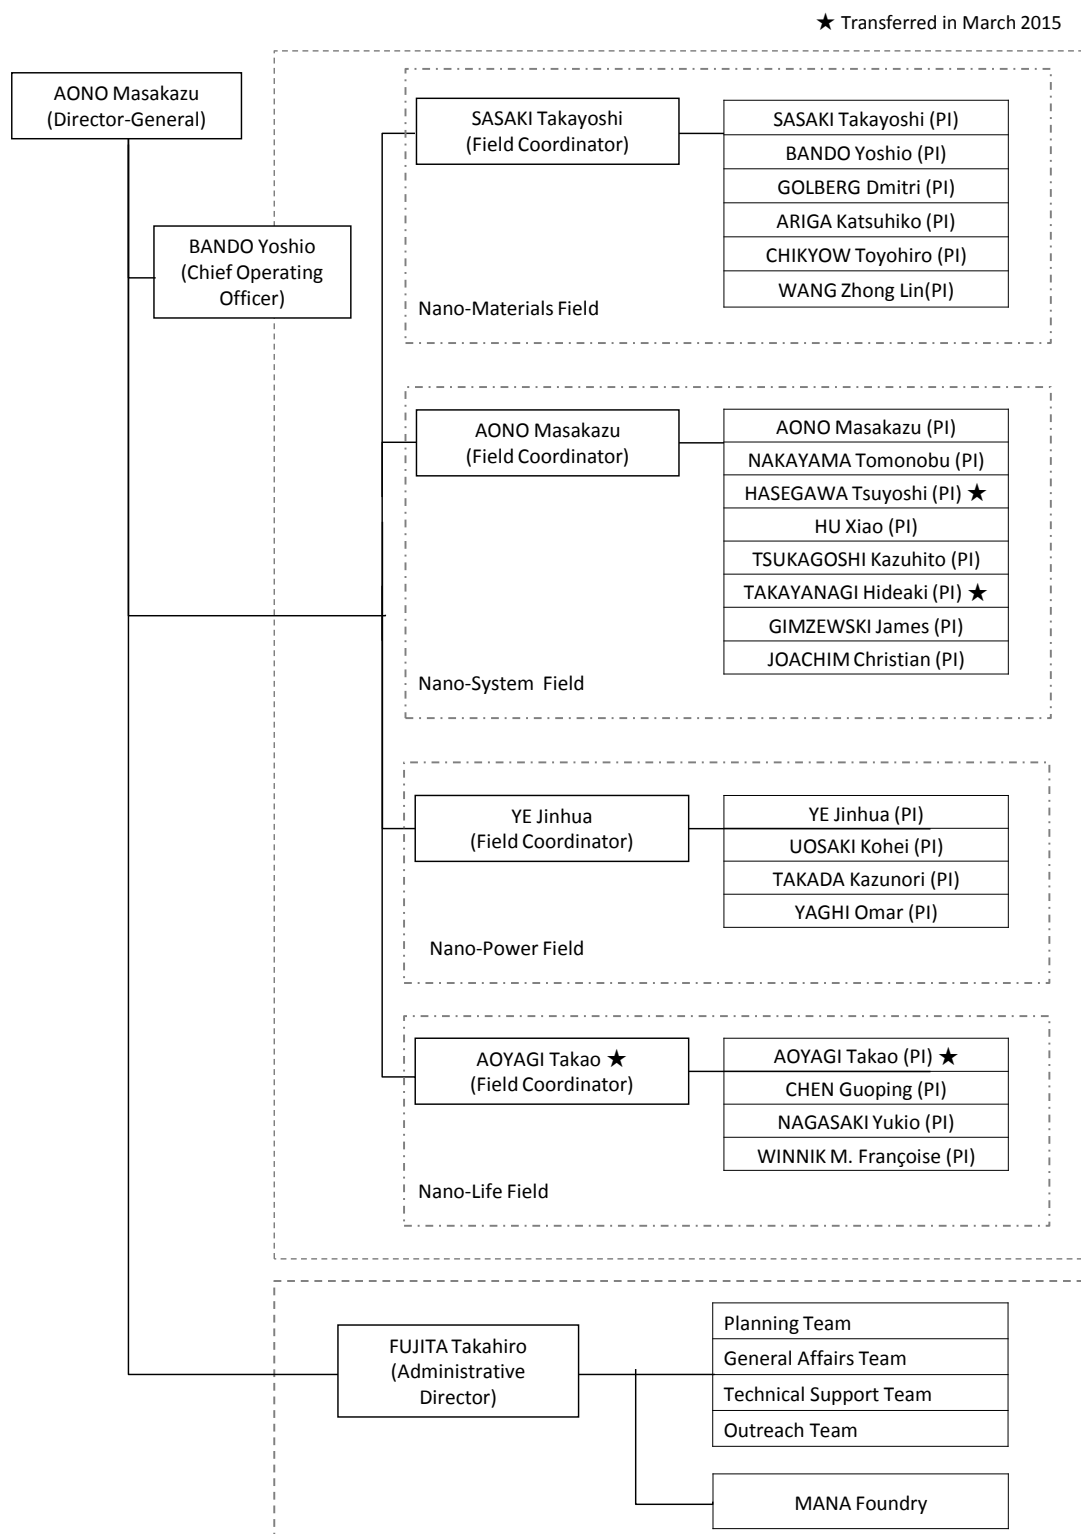 ★ Transferred in March 2015
AONO Masakazu
(Director-General)
BANDO Yoshio
(Chief Operating
Officer)
SASAKI Takayoshi
(Field Coordinator)
SASAKI Takayoshi (PI)
BANDO Yoshio (PI)
GOLBERG Dmitri (PI)
ARIGA Katsuhiko (PI)
CHIKYOW Toyohiro (PI)
WANG Zhong Lin(PI)
Nano-Materials Field
AONO Masakazu
(Field Coordinator)
AONO Masakazu (PI)
NAKAYAMA Tomonobu (PI)
HASEGAWA Tsuyoshi (PI) ★
HU Xiao (PI)
TSUKAGOSHI Kazuhito (PI)
TAKAYANAGI Hideaki (PI) ★
GIMZEWSKI James (PI)
JOACHIM Christian (PI)
Nano-System Field
YE Jinhua
(Field Coordinator)
YE Jinhua (PI)
UOSAKI Kohei (PI)
TAKADA Kazunori (PI)
YAGHI Omar (PI)
Nano-Power Field
AOYAGI Takao ★
(Field Coordinator)
AOYAGI Takao (PI) ★
CHEN Guoping (PI)
NAGASAKI Yukio (PI)
WINNIK M. Françoise (PI)
Nano-Life Field
FUJITA Takahiro
(Administrative
Director)
Planning Team
General Affairs Team
Technical Support Team
Outreach Team
MANA Foundry